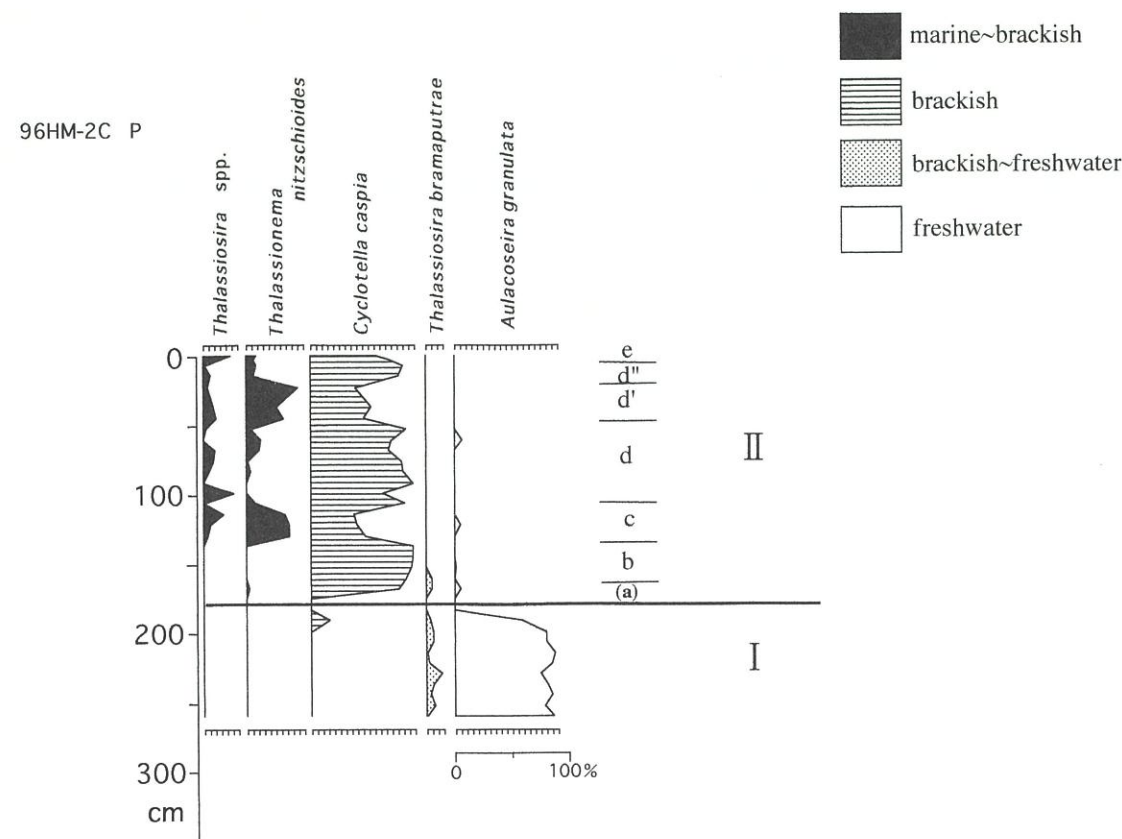 marine~brackish
brackish
brackish~freshwater
freshwater
96HM-2C P
Thalassiosira spp.
Thalassionema
nitzschioides
Cyclotella caspia
Thalassiosira bramaputrae
Aulacoseira granulata
0
100
200
300
cm
e
d"
d'
d
c
b
(a)
II
I
0
100%